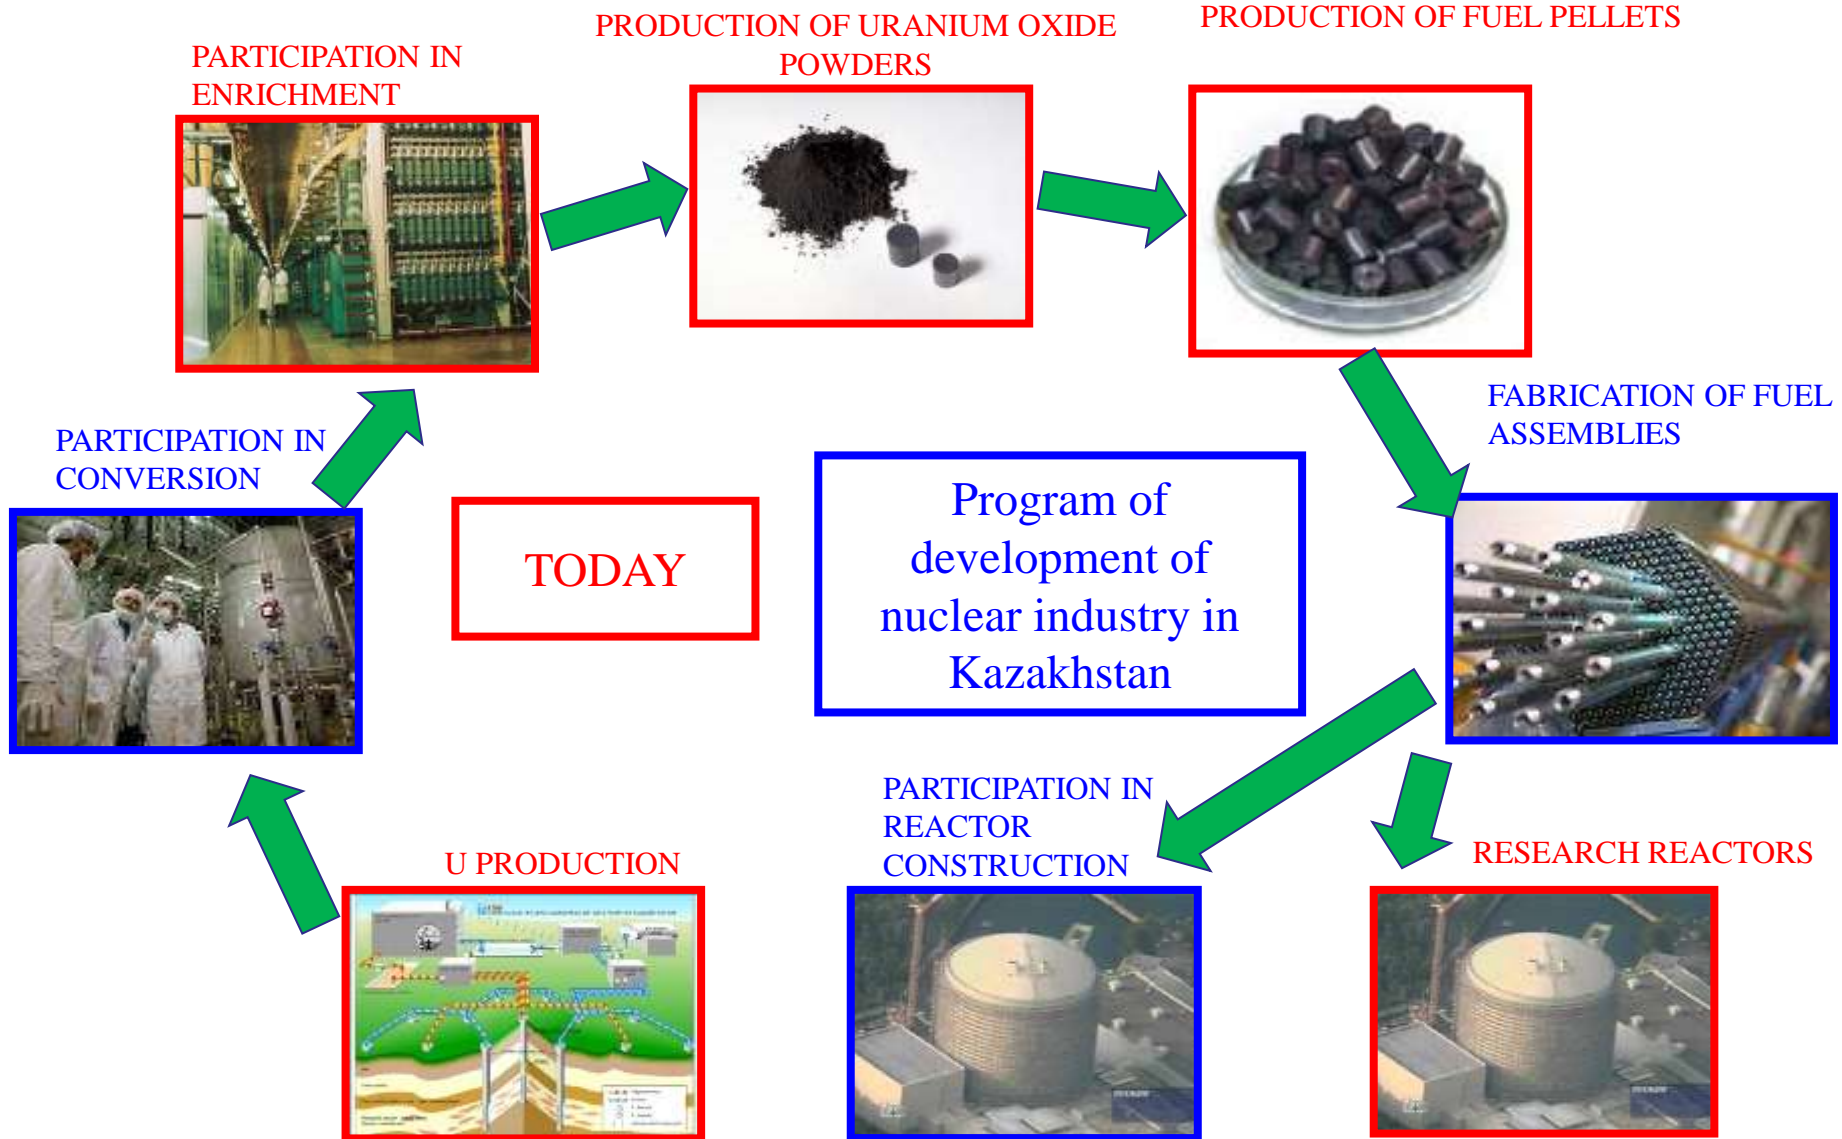 PRODUCTION OF URANIUM OXIDE
POWDERS
PRODUCTION OF FUEL PELLETS
PARTICIPATION IN
ENRICHMENT
FABRICATION OF FUEL
ASSEMBLIES
PARTICIPATION IN
CONVERSION
TODAY
Program of
development of
nuclear industry in
Kazakhstan
PARTICIPATION IN
REACTOR
CONSTRUCTION
U PRODUCTION
RESEARCH REACTORS